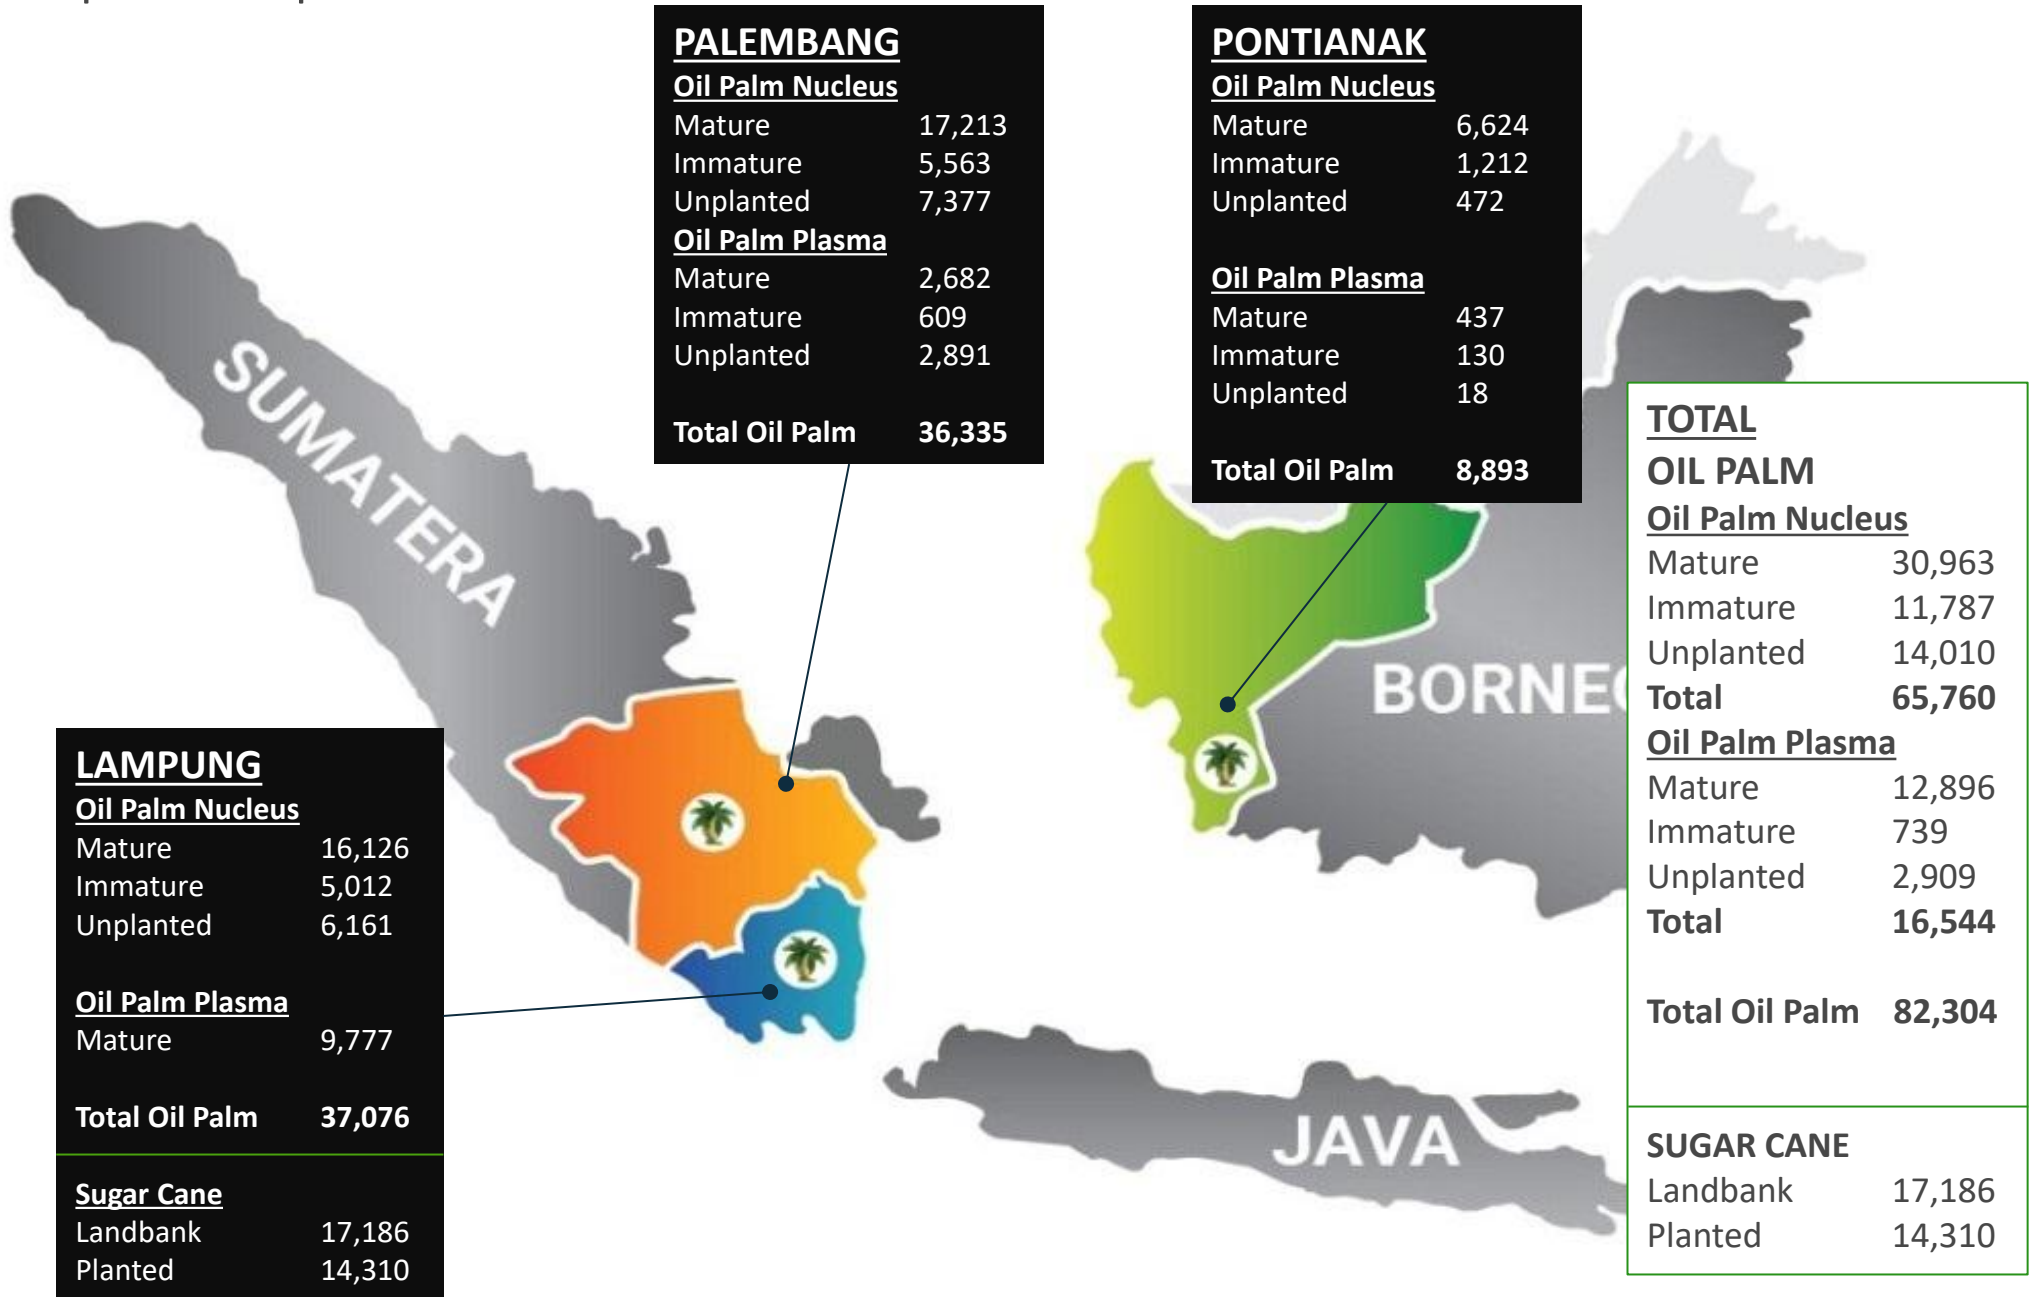 PALEMBANG
Oil Palm Nucleus
Mature 17,213
Immature 5,563
Unplanted 7,377
Oil Palm Plasma
Mature 2,682
Immature 609
Unplanted 2,891
Total Oil Palm 36,335
PONTIANAK
Oil Palm Nucleus
Mature 6,624
Immature 1,212
Unplanted 472
Oil Palm Plasma
Mature 437
Immature 130
Unplanted 18
Total Oil Palm 8,893
SUMATERA
BORNEO
JAVA
LAMPUNG
Oil Palm Nucleus
Mature 16,126
Immature 5,012
Unplanted 6,161
Oil Palm Plasma
Mature 9,777
Total Oil Palm 37,076
Sugar Cane
Landbank 17,186
Planted 14,310
TOTAL
OIL PALM
Oil Palm Nucleus
Mature 30,963
Immature 11,787
Unplanted 14,010
Total 65,760
Oil Palm Plasma
Mature 12,896
Immature 739
Unplanted 2,909
Total 16,544
Total Oil Palm 82,304
SUGAR CANE
Landbank 17,186
Planted 14,310